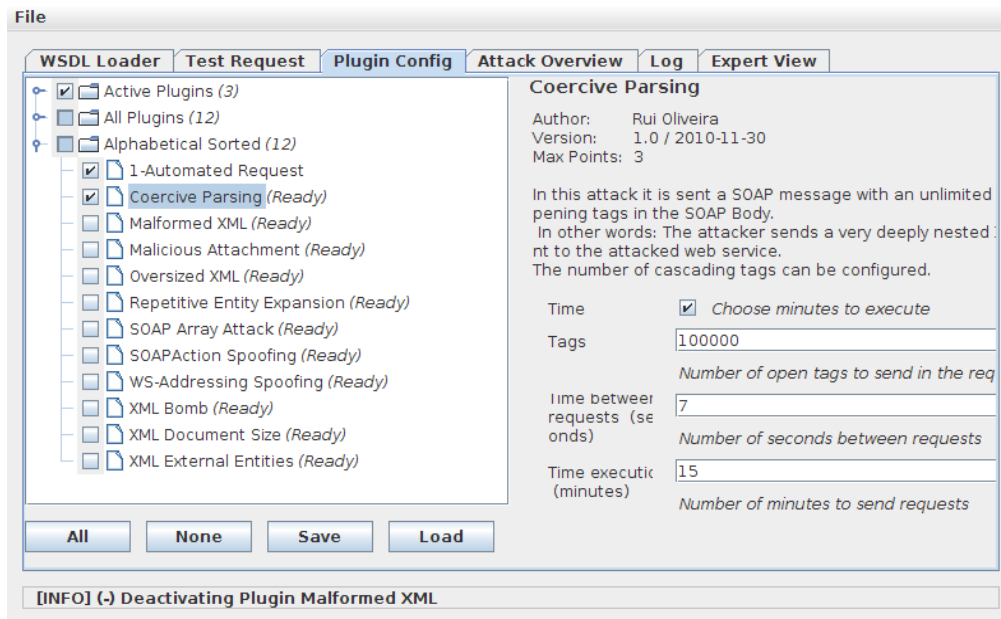 File
WSDL Loader Test Request Plugin Config Attack Overview Log Expert View
Active Plugins (3)
All Plugins (12)
Alphabetical Sorted (12)
1-Automated Request
Coercive Parsing (Ready)
Malformed XML (Ready)
Malicious Attachment (Ready)
Oversized XML (Ready)
Repetitive Entity Expansion (Ready)
SOAP Array Attack (Ready)
SOAPAction Spoofing (Ready)
WS-Addressing Spoofing (Ready)
XML Bomb (Ready)
XML Document Size (Ready)
XML External Entities (Ready)
All None Save Load
Coercive Parsing
Author: Rui Oliveira
Version: 1.0 / 2010-11-30
Max Points: 3
In this attack it is sent a SOAP message with an unlimited
pening tags in the SOAP Body.
In other words: The attacker sends a very deeply nested
nt to the attacked web service.
The number of cascading tags can be configured.
Time Choose minutes to execute
Tags 100000
Number of open tags to send in the req
Time between
requests (se
onds)
7
Number of seconds between requests
Time executic
(minutes)
15
Number of minutes to send requests
[INFO] (-) Deactivating Plugin Malformed XML